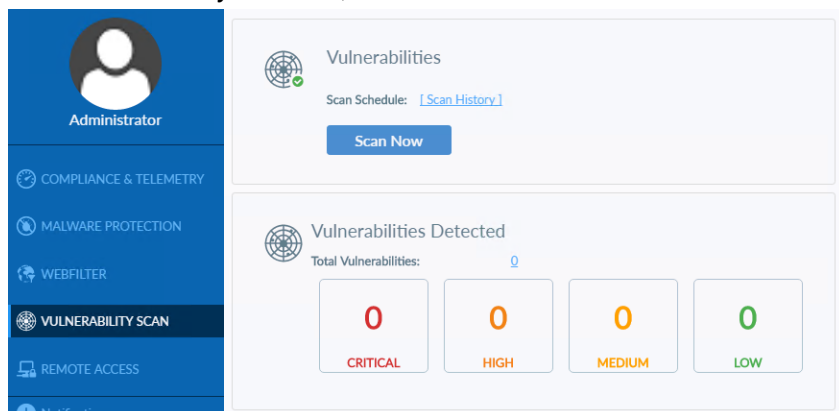 Administrator
COMPLIANCE & TELEMETRY
MALWARE PROTECTION
WEBFILTER
VULNERABILITY SCAN
REMOTE ACCESS
Vulnerabilities
Scan Schedule: [ Scan History ]
Scan Now
Vulnerabilities Detected
Total Vulnerabilities: 0
0 0 0 0
CRITICAL HIGH MEDIUM LOW